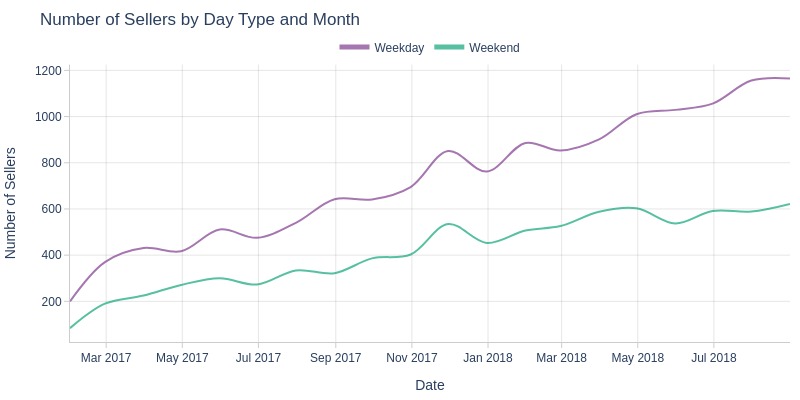 Number of Sellers by Day Type and Month
Weekday
Weekend
1200
1000
800
600
400
200
Number of Sellers
Mar 2017
May 2017
Jul 2017
Sep 2017
Nov 2017
Jan 2018
Mar 2018
May 2018
Jul 2018
Date